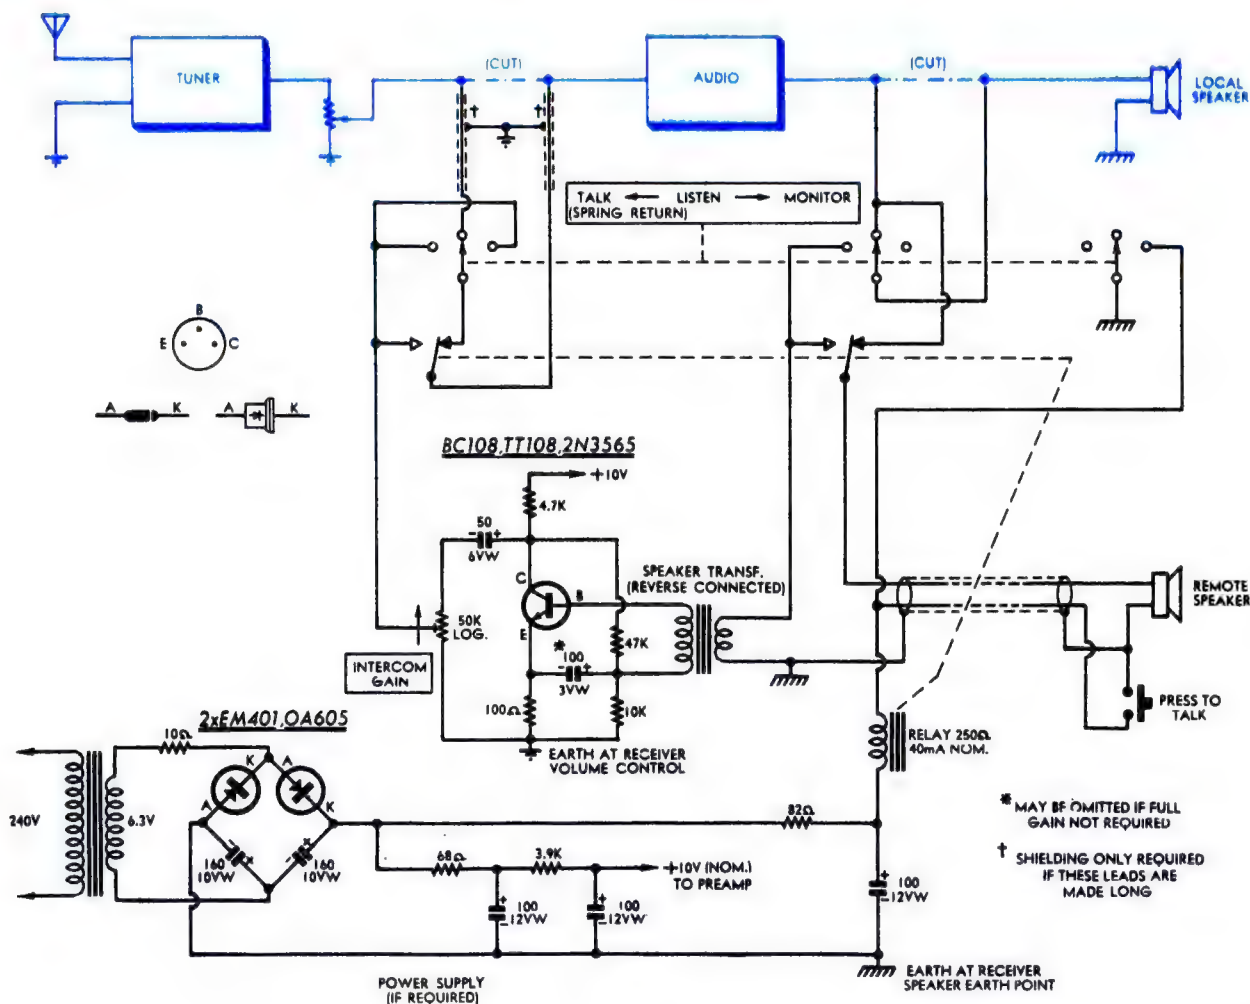 TUNER
(CUT)
AUDIO
(CUT)
LOCAL
SPEAKER
†
†
TALK ← LISTEN → MONITOR
(SPRING RETURN)
B
E
C
A
K
A
K
BC108,TT108,2N3565
+10V
4.7K
50
- +
6VW
C
B
E
50K
LOG.
INTERCOM
GAIN
SPEAKER TRANSF.
(REVERSE CONNECTED)
47K
*
100
- +
3VW
100Ω
10K
EARTH AT RECEIVER
VOLUME CONTROL
REMOTE
SPEAKER
PRESS TO
TALK
RELAY 250Ω
40mA NOM.
2xEM401,OA605
10Ω
K
A
A
K
240V
6.3V
- +
160
10VW
- +
160
10VW
82Ω
68Ω
3.9K
+10V (NOM.)
TO PREAMP
+
100
-12VW
+
100
-12VW
+
100
-12VW
* MAY BE OMITTED IF FULL
GAIN NOT REQUIRED
† SHIELDING ONLY REQUIRED
IF THESE LEADS ARE
MADE LONG
POWER SUPPLY
(IF REQUIRED)
EARTH AT RECEIVER
SPEAKER EARTH POINT